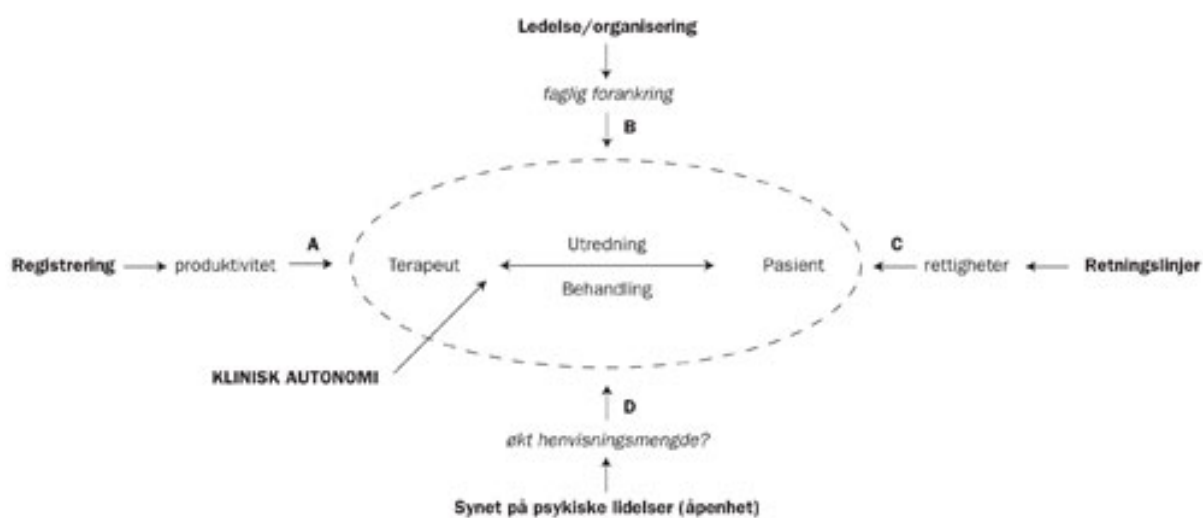 Ledelse/organisering
faglig forankring
B
A
Utredning
C
Registrering
produktivitet
Terapeut
Pasient
rettigheter
Retningslinjer
Behandling
KLINISK AUTONOMI
D
økt henvisningsmengde?
Synet på psykiske lidelser (åpenhet)